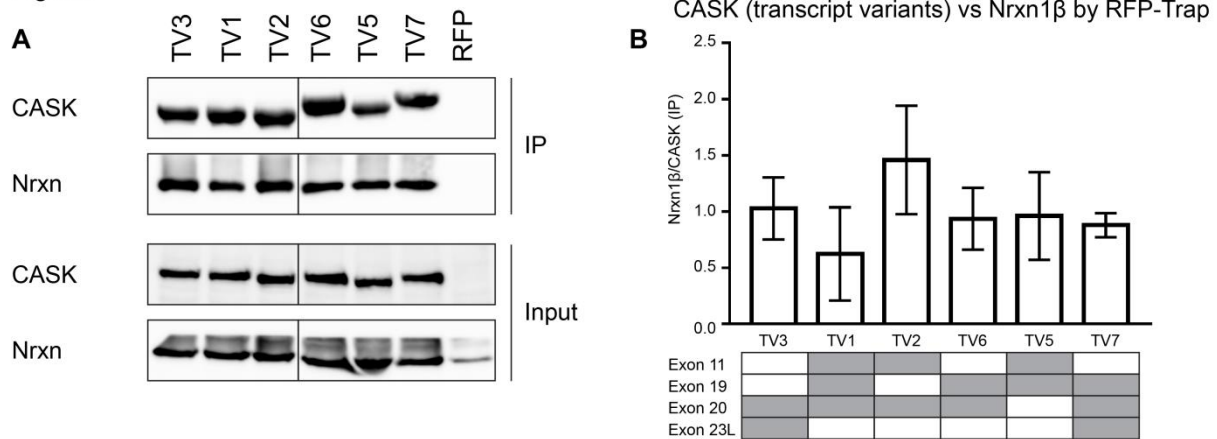 A
TV3 TV1 TV2 TV6 TV5 TV7 RFP
CASK
Nrxn
IP
CASK
Nrxn
Input
CASK (transcript variants) vs Nrxn1β by RFP-Trap
B
Nrxn1β/CASK (IP)
2.5
2.0
1.5
1.0
0.5
0.0
TV3 TV1 TV2 TV6 TV5 TV7
Exon 11
Exon 19
Exon 20
Exon 23L